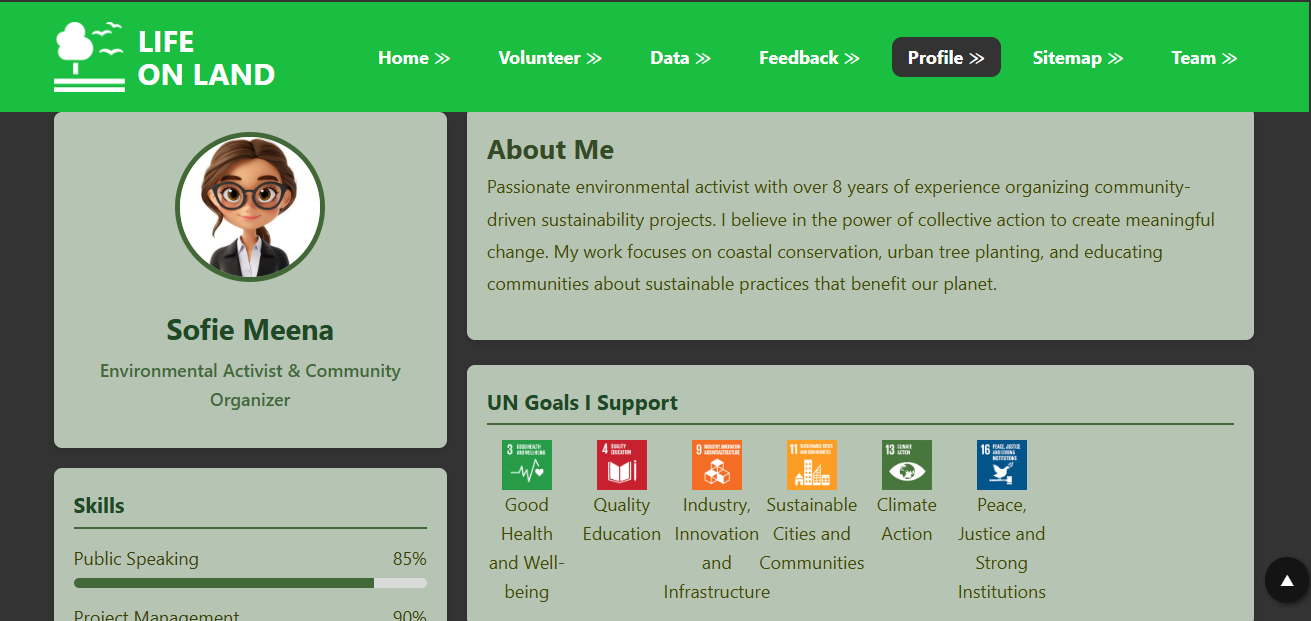 LIFE
ON LAND
Home ≫ Volunteer ≫ Data ≫ Feedback ≫ Profile ≫ Sitemap ≫ Team ≫
Sofie Meena
Environmental Activist & Community
Organizer
Skills
Public Speaking 85%
Project Management 90%
About Me
Passionate environmental activist with over 8 years of experience organizing community-
driven sustainability projects. I believe in the power of collective action to create meaningful
change. My work focuses on coastal conservation, urban tree planting, and educating
communities about sustainable practices that benefit our planet.
UN Goals I Support
3 GOOD HEALTH
AND WELL-BEING
Good
Health
and Well-
being
4 QUALITY
EDUCATION
Quality
Education
9 INDUSTRY, INNOVATION
AND INFRASTRUCTURE
Industry,
Innovation
and
Infrastructure
11 SUSTAINABLE CITIES
AND COMMUNITIES
Sustainable
Cities and
Communities
13 CLIMATE
ACTION
Climate
Action
16 PEACE, JUSTICE
AND STRONG
INSTITUTIONS
Peace,
Justice and
Strong
Institutions
▲